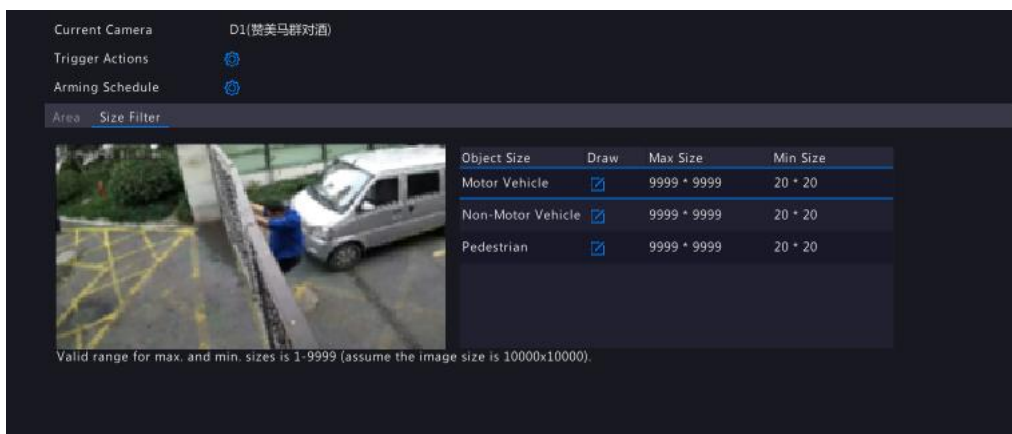 Current Camera D1(赞美马群对酒)
Trigger Actions
Arming Schedule
Area Size Filter
Object Size Draw Max Size Min Size
Motor Vehicle 9999 * 9999 20 * 20
Non-Motor Vehicle 9999 * 9999 20 * 20
Pedestrian 9999 * 9999 20 * 20
Valid range for max. and min. sizes is 1-9999 (assume the image size is 10000x10000).